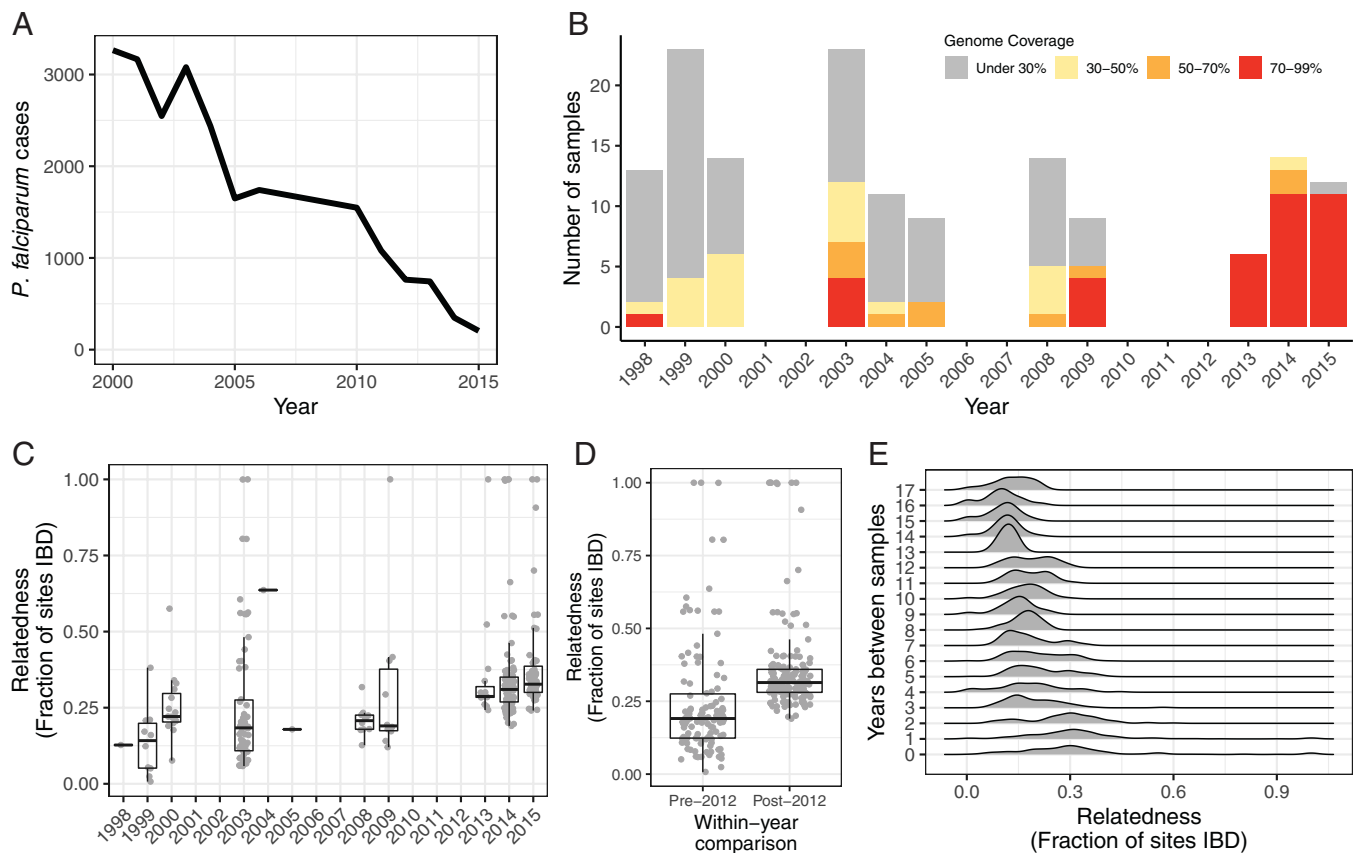 A
P. falciparum cases
3000
2000
1000
0
2000 2005 2010 2015
Year
B
Genome Coverage
Under 30% 30–50% 50–70% 70–99%
Number of samples
20
15
10
5
0
1998 1999 2000 2001 2002 2003 2004 2005 2006 2007 2008 2009 2010 2011 2012 2013 2014 2015
Year
C
Relatedness
(Fraction of sites IBD)
1.00
0.75
0.50
0.25
0.00
1998 1999 2000 2001 2002 2003 2004 2005 2006 2007 2008 2009 2010 2011 2012 2013 2014 2015
D
Relatedness
(Fraction of sites IBD)
1.00
0.75
0.50
0.25
0.00
Pre–2012 Post–2012
Within–year
comparison
E
Years between samples
17
16
15
14
13
12
11
10
9
8
7
6
5
4
3
2
1
0
0.0 0.3 0.6 0.9
Relatedness
(Fraction of sites IBD)